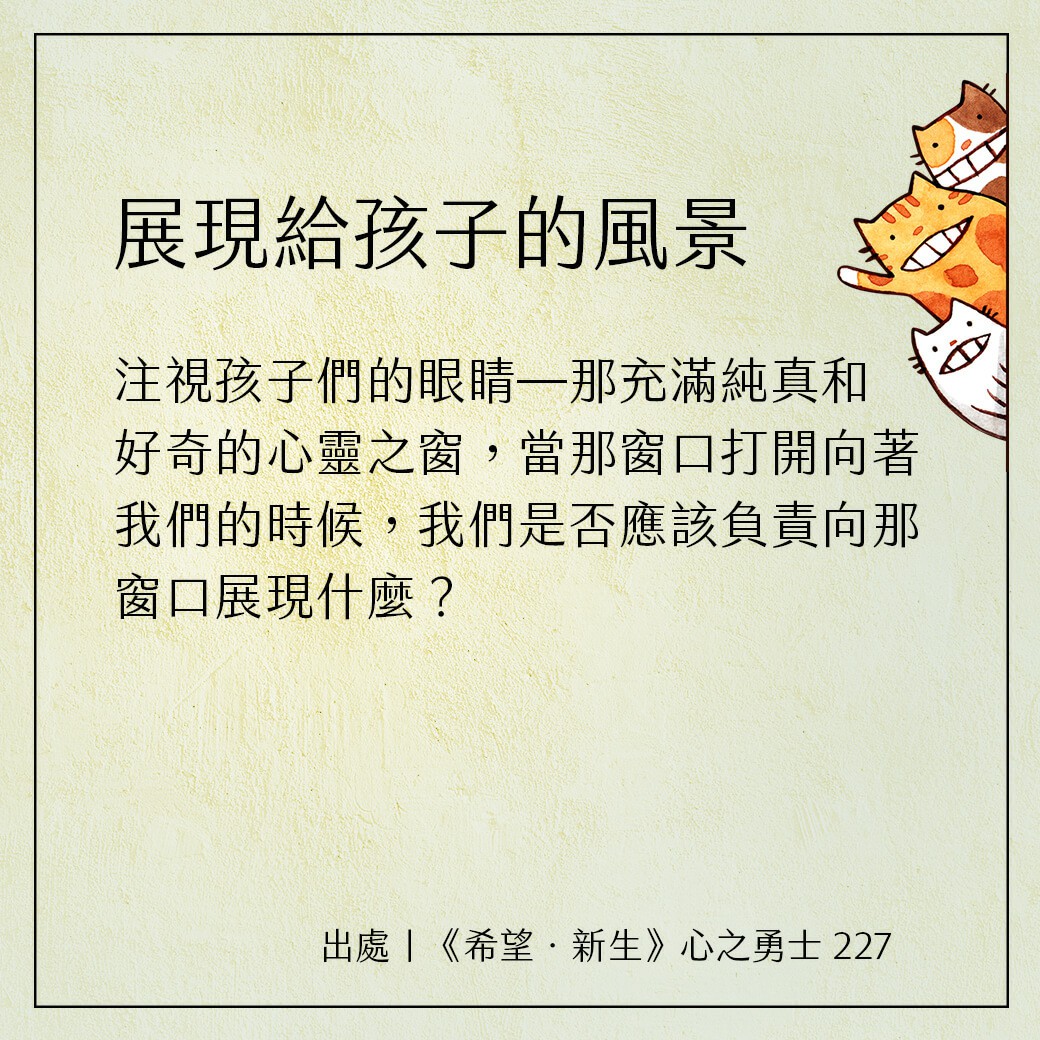 展現給孩子的風景
注視孩子們的眼睛—那充滿純真和
好奇的心靈之窗，當那窗口打開向著
我們的時候，我們是否應該負責向那
窗口展現什麼？
出處｜《希望．新生》心之勇士 227